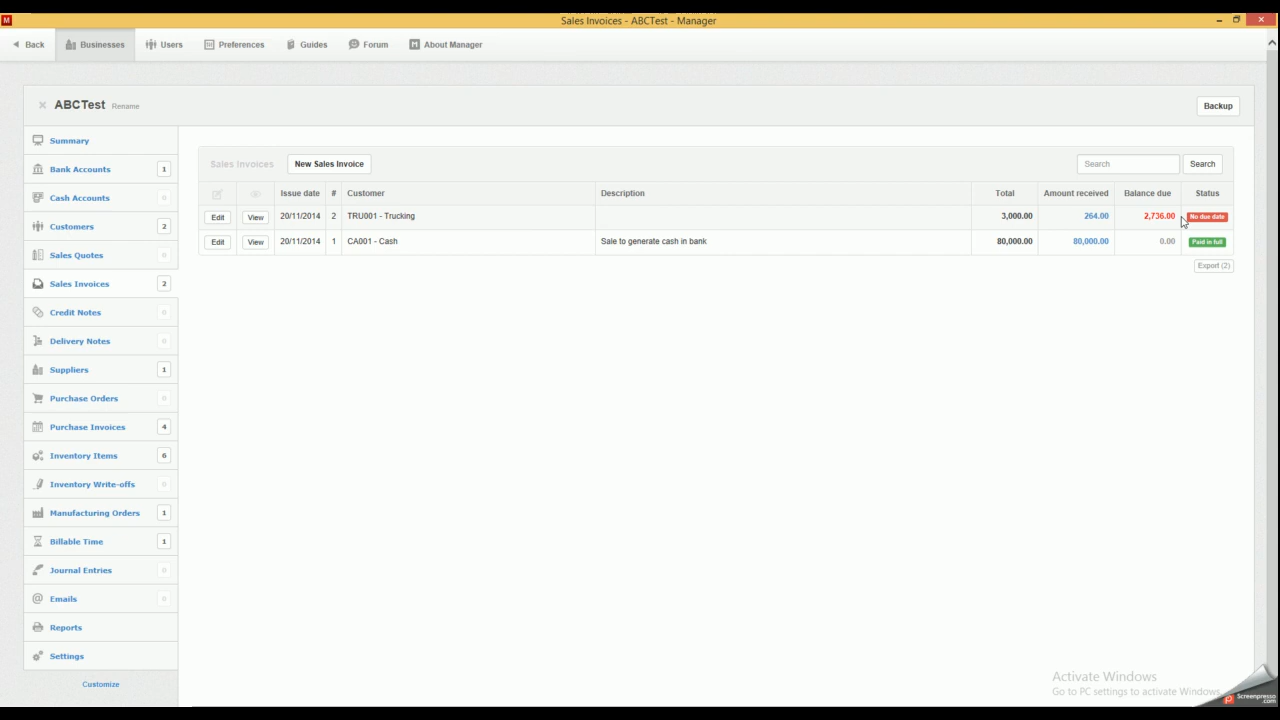 M Sales Invoices - ABCTest - Manager
Back Businesses Users Preferences Guides Forum M About Manager
ABCTest Rename Backup
Summary
Bank Accounts 1
Cash Accounts 0
Customers 2
Sales Quotes 0
Sales Invoices 2
Credit Notes 0
Delivery Notes 0
Suppliers 1
Purchase Orders 0
Purchase Invoices 4
Inventory Items 6
Inventory Write-offs 0
Manufacturing Orders 1
Billable Time 1
Journal Entries 0
Emails 0
Reports
Settings
Customize
Sales Invoices New Sales Invoice Search Search
Issue date # Customer Description Total Amount received Balance due Status
Edit View 20/11/2014 2 TRU001 - Trucking 3,000.00 264.00 2,736.00 No due date
Edit View 20/11/2014 1 CA001 - Cash Sale to generate cash in bank 80,000.00 80,000.00 0.00 Paid in full
Export (2)
Activate Windows
Go to PC settings to activate Windows.
Screenpresso
.com